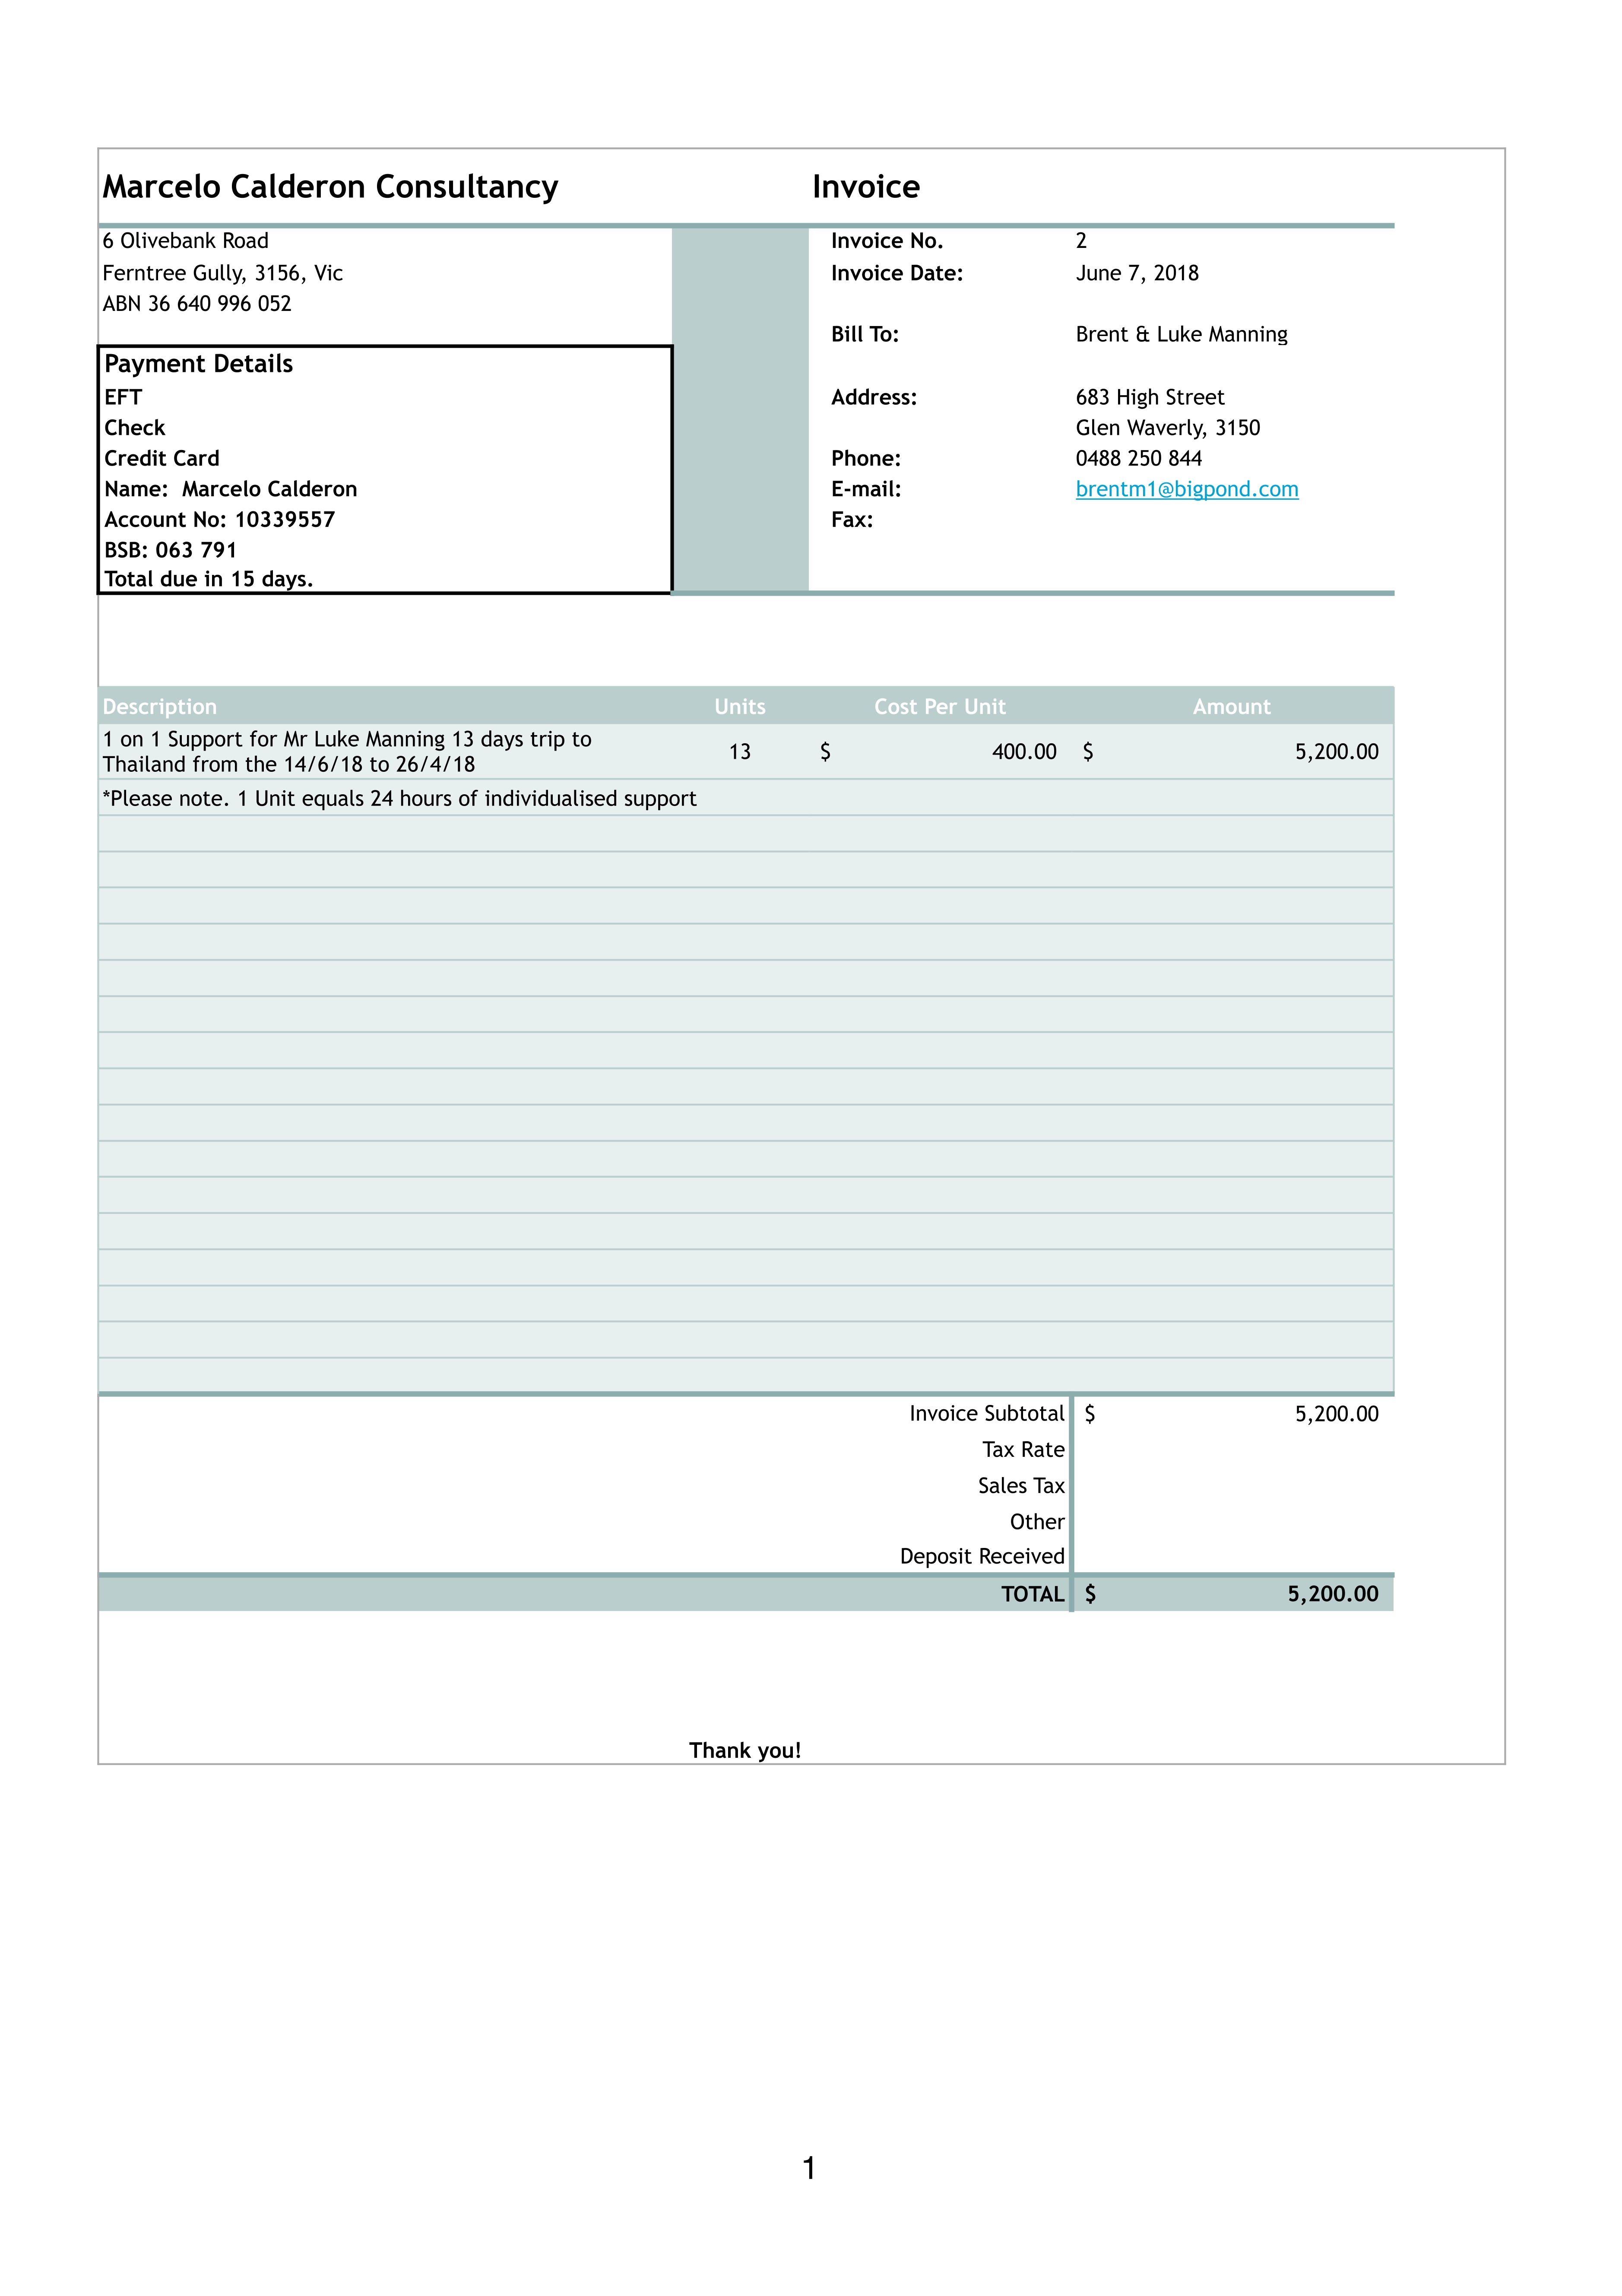 Marcelo Calderon Consultancy
Invoice
6 Olivebank Road
Ferntree Gully, 3156, Vic
ABN 36 640 996 052
Payment Details
EFT
Check
Credit Card
Name:  Marcelo Calderon
Account No: 10339557
BSB: 063 791
Total due in 15 days.
Invoice No. 2
Invoice Date: June 7, 2018
Bill To: Brent & Luke Manning
Address: 683 High Street
Glen Waverly, 3150
Phone: 0488 250 844
E-mail: brentm1@bigpond.com
Fax:
Description Units Cost Per Unit Amount
1 on 1 Support for Mr Luke Manning 13 days trip to
Thailand from the 14/6/18 to 26/4/18
13 $ 400.00 $ 5,200.00
*Please note. 1 Unit equals 24 hours of individualised support
Invoice Subtotal $ 5,200.00
Tax Rate
Sales Tax
Other
Deposit Received
TOTAL $ 5,200.00
Thank you!
1